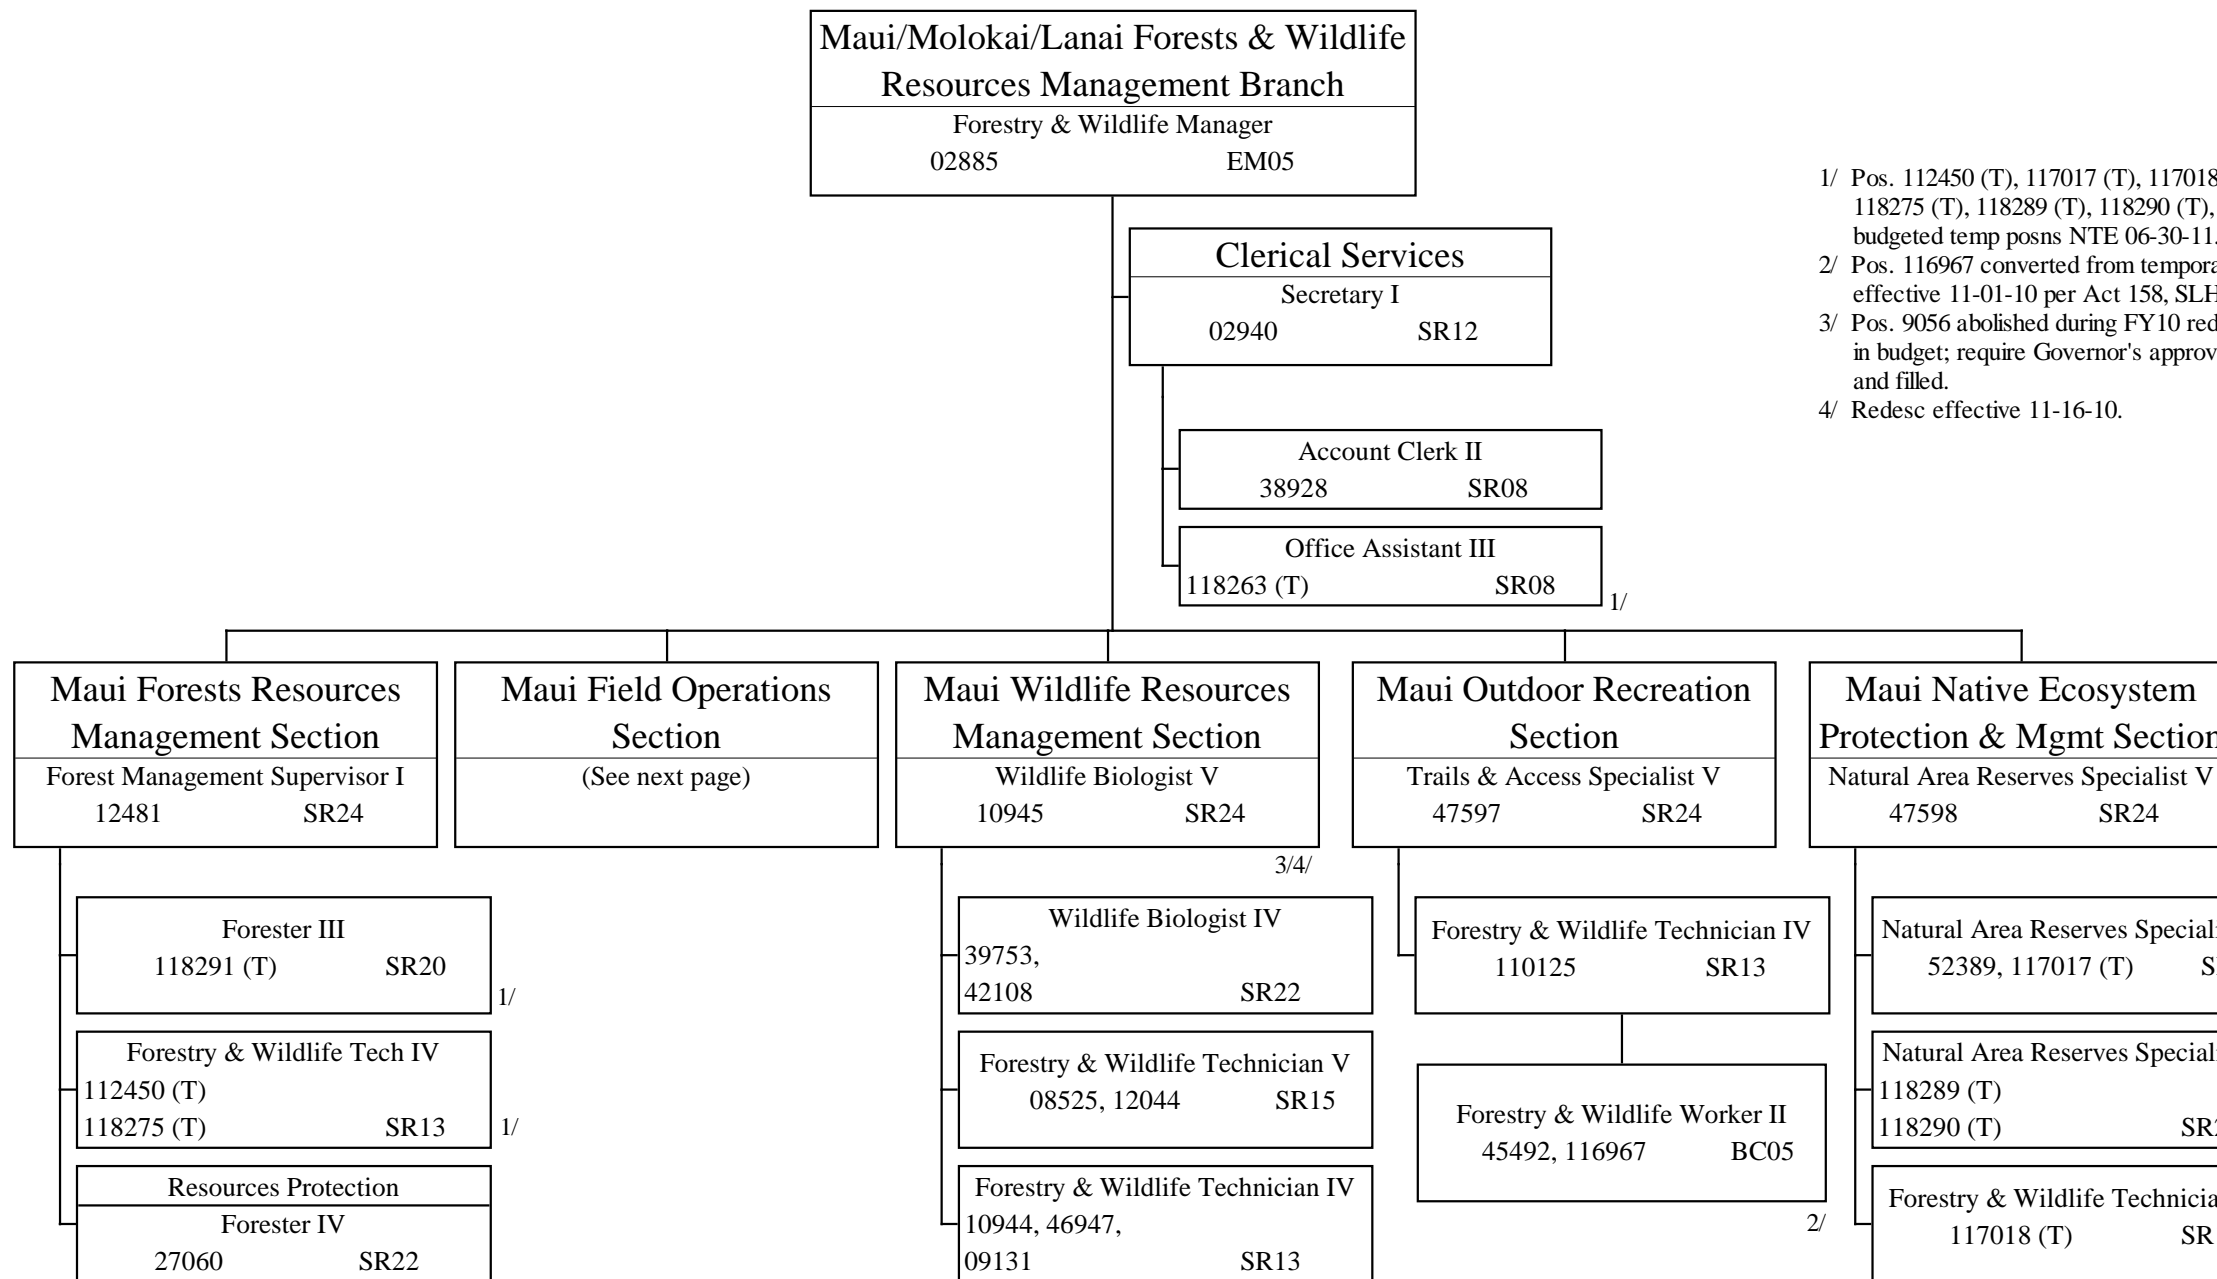 Maui/Molokai/Lanai Forests & Wildlife
Resources Management Branch
Forestry & Wildlife Manager
02885 EM05
1/ Pos. 112450 (T), 117017 (T), 117018
118275 (T), 118289 (T), 118290 (T),
budgeted temp posns NTE 06-30-11.
2/ Pos. 116967 converted from
effective 11-01-10 per Act 158, SLH
3/ Pos. 9056 abolished during FY10
in budget; require Governor's
and filled.
4/ Redesc effective 11-16-10.
Clerical Services
Secretary I
02940 SR12
Account Clerk II
38928 SR08
Office Assistant III
118263 (T) SR08
1/
Maui Forests Resources
Management Section
Forest Management Supervisor I
12481 SR24
Forester III
118291 (T) SR20
1/
Forestry & Wildlife Tech IV
112450 (T)
118275 (T) SR13
1/
Resources Protection
Forester IV
27060 SR22
Maui Field Operations
Section
(See next page)
Maui Wildlife Resources
Management Section
Wildlife Biologist V
10945 SR24
3/4/
Wildlife Biologist IV
39753,
42108 SR22
Forestry & Wildlife Technician V
08525, 12044 SR15
Forestry & Wildlife Technician IV
10944, 46947,
09131 SR13
Maui Outdoor Recreation
Section
Trails & Access Specialist V
47597 SR24
Forestry & Wildlife Technician IV
110125 SR13
Forestry & Wildlife Worker II
45492, 116967 BC05
2/
Maui Native Ecosystem
Protection & Mgmt Section
Natural Area Reserves Specialist V
47598 SR24
Natural Area Reserves
52389, 117017 (T)
Natural Area Reserves
118289 (T)
118290 (T)
Forestry & Wildlife
117018 (T)